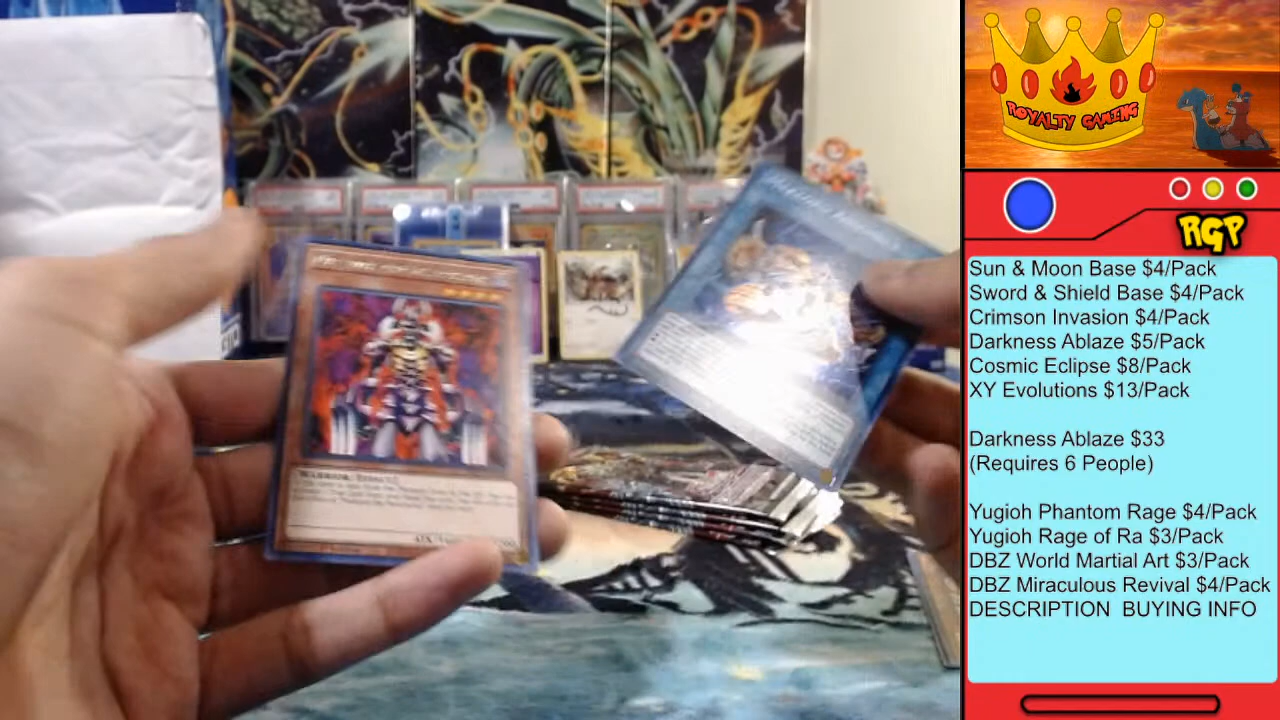 ROYALTY GAMING
RGP
Sun & Moon Base $4/Pack
Sword & Shield Base $4/Pack
Crimson Invasion $4/Pack
Darkness Ablaze $5/Pack
Cosmic Eclipse $8/Pack
XY Evolutions $13/Pack
Darkness Ablaze $33
(Requires 6 People)
Yugioh Phantom Rage $4/Pack
Yugioh Rage of Ra $3/Pack
DBZ World Martial Art $3/Pack
DBZ Miraculous Revival $4/Pack
DESCRIPTION BUYING INFO